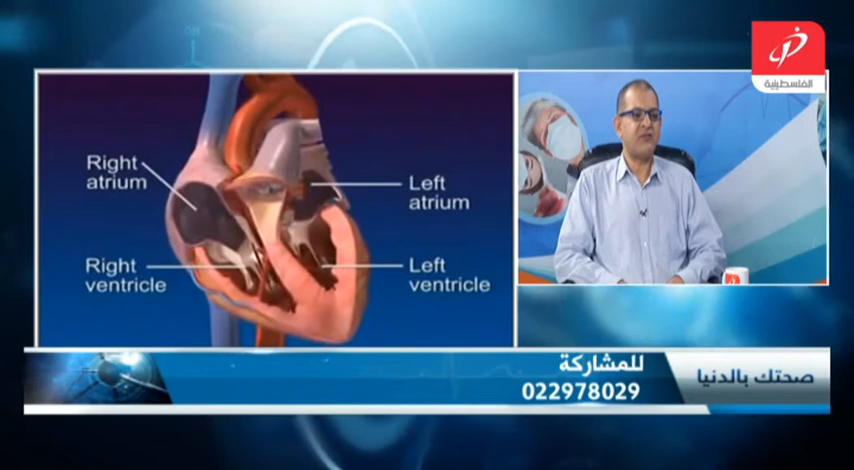 الفلسطينية
Right
atrium
Left
atrium
Right
ventricle
Left
ventricle
للمشاركة
022978029
صحتك بالدنيا